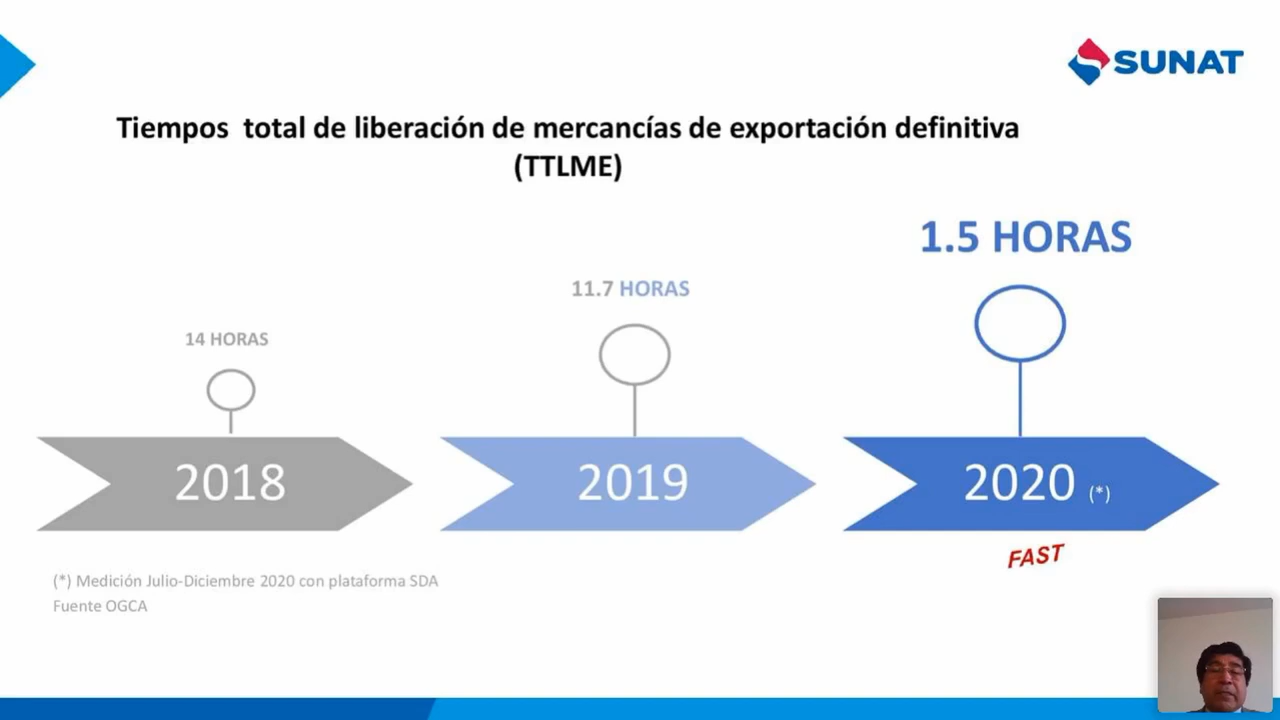 SUNAT
Tiempos total de liberación de mercancías de exportación definitiva
(TTLME)
14 HORAS
11.7 HORAS
1.5 HORAS
2018
2019
2020 (*)
FAST
(*) Medición Julio-Diciembre 2020 con plataforma SDA
Fuente OGCA